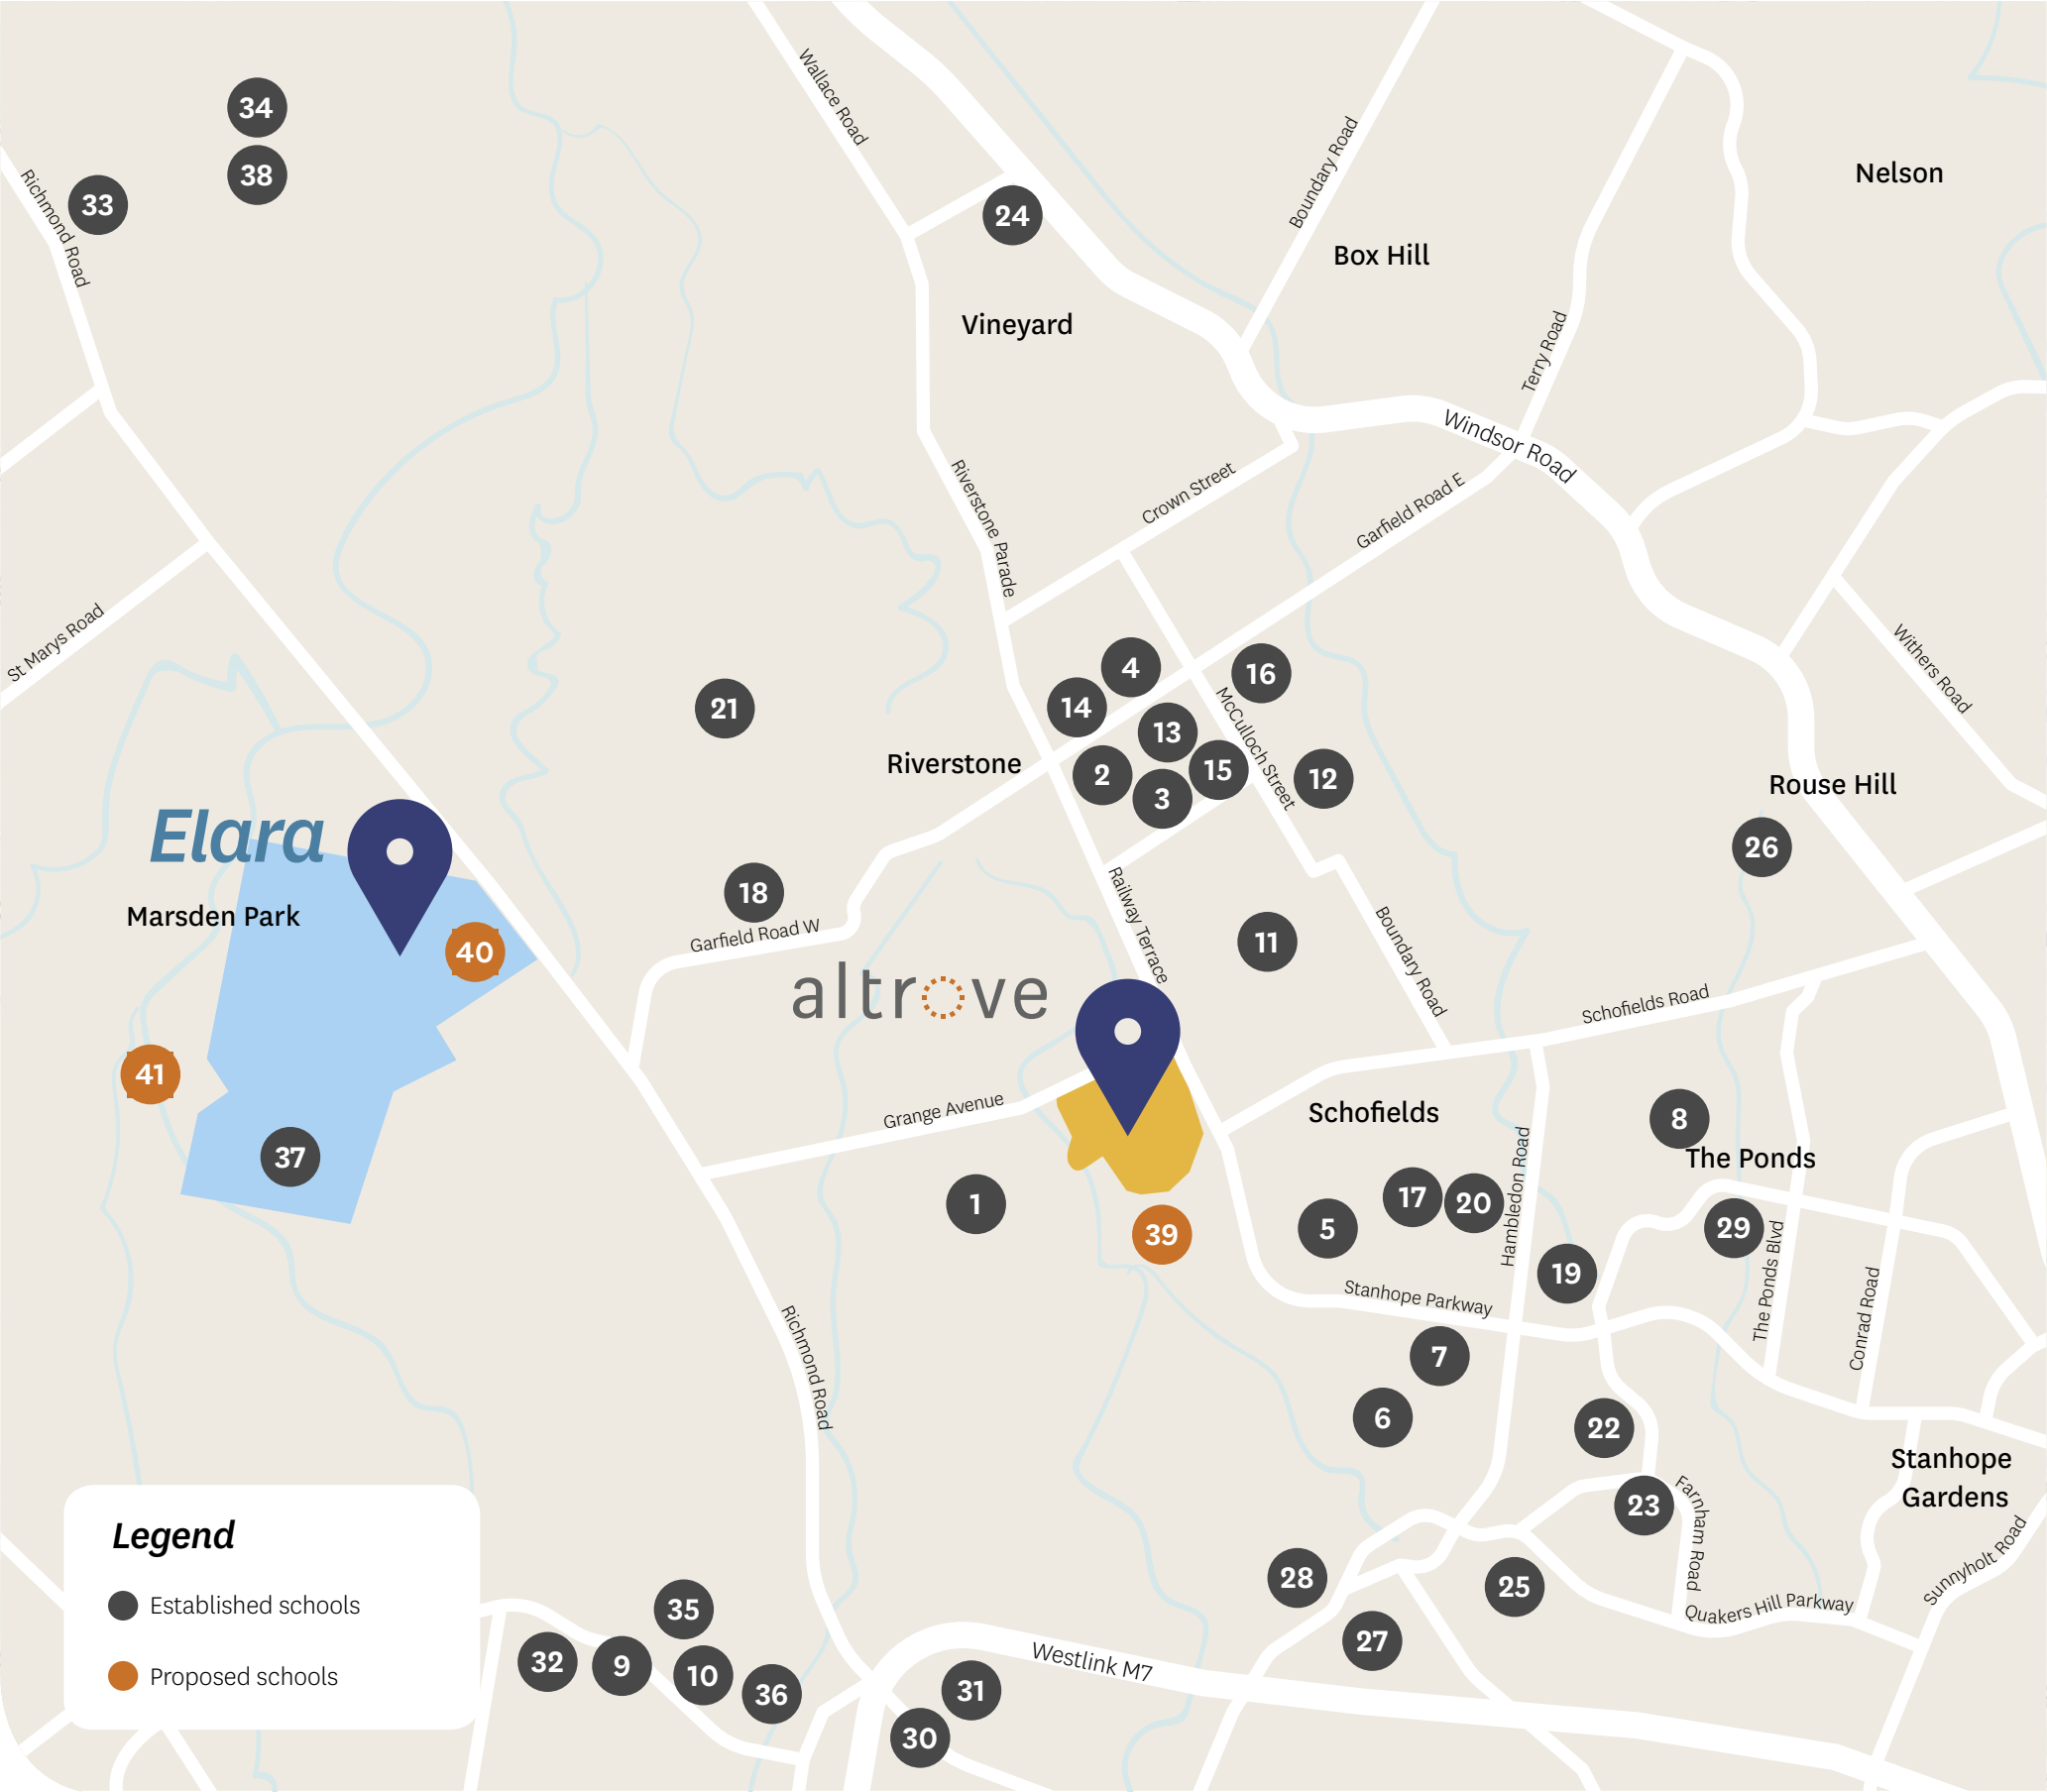 34
38
33
Richmond Road
Wallace Road
24
Vineyard
Boundary Road
Box Hill
Nelson
Terry Road
Windsor Road
Garfield Road E
Crown Street
Riverstone Parade
St Marys Road
Withers Road
21
4
14
16
13
McCulloch Street
2
15
3
12
Riverstone
Rouse Hill
26
Elara
Marsden Park
40
41
37
18
Garfield Road W
altrove
Railway Terrace
11
Boundary Road
Schofields Road
Grange Avenue
Schofields
8
The Ponds
1
39
5
17
20
Hambledon Road
19
29
The Ponds Blvd
Conrad Road
Stanhope Parkway
Richmond Road
7
6
22
23
Farnham Road
Stanhope
Gardens
Sunnyholt Road
Quakers Hill Parkway
28
25
27
Westlink M7
35
32
9
10
36
31
30
Legend
Established schools
Proposed schools